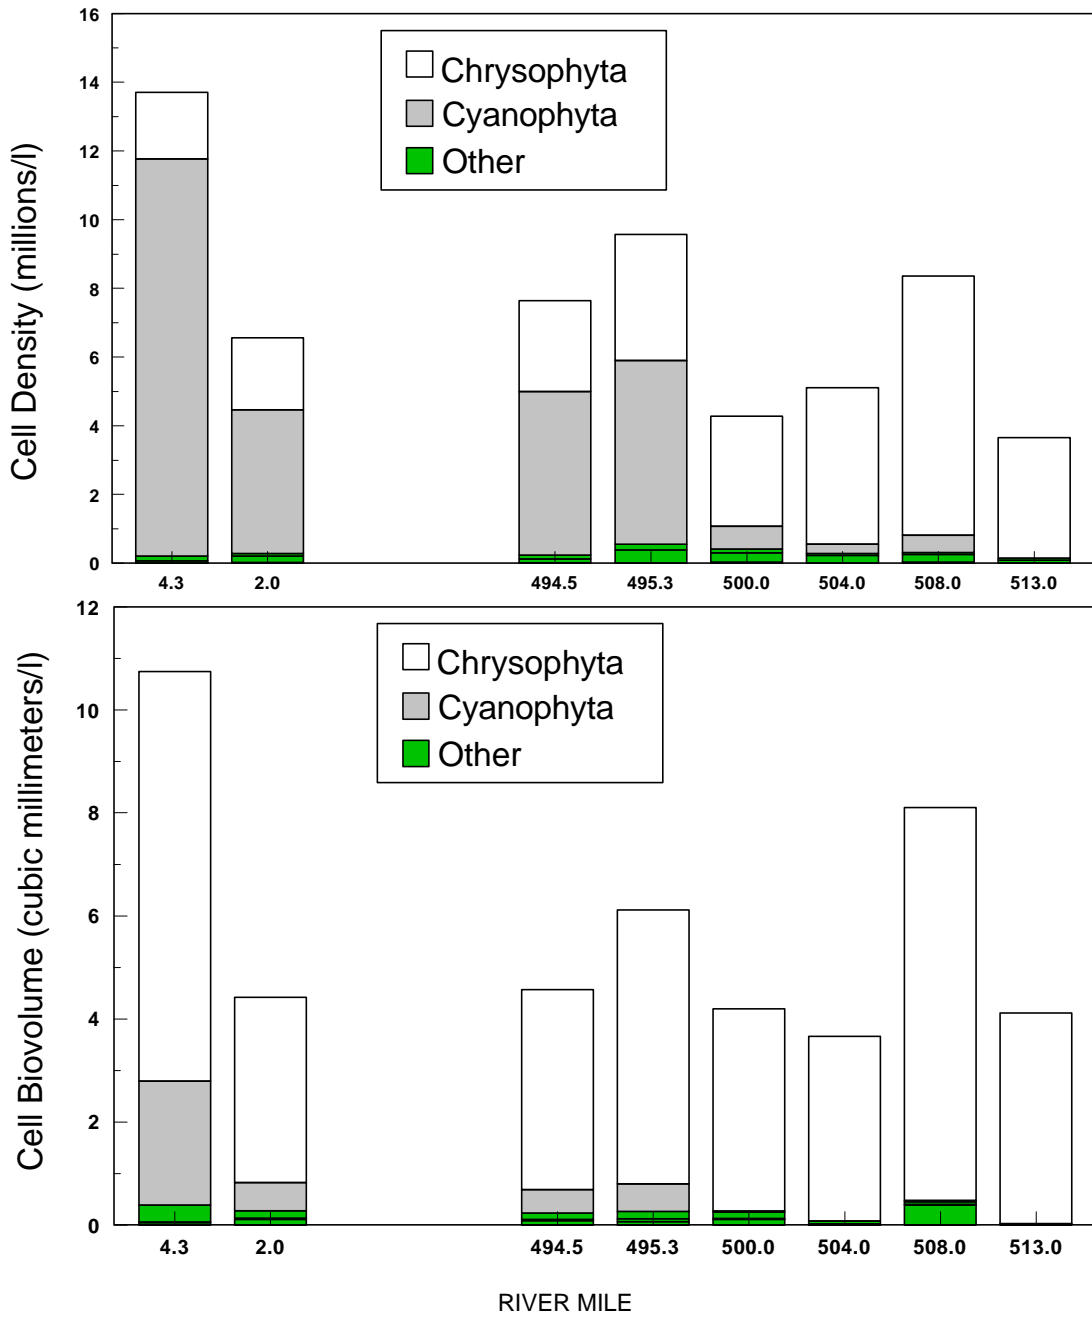 16
14
12
10
8
6
4
2
0
Cell Density (millions/l)
Chrysophyta
Cyanophyta
Other
4.3 2.0 494.5 495.3 500.0 504.0 508.0 513.0
12
10
8
6
4
2
0
Cell Biovolume (cubic millimeters/l)
Chrysophyta
Cyanophyta
Other
4.3 2.0 494.5 495.3 500.0 504.0 508.0 513.0
RIVER MILE